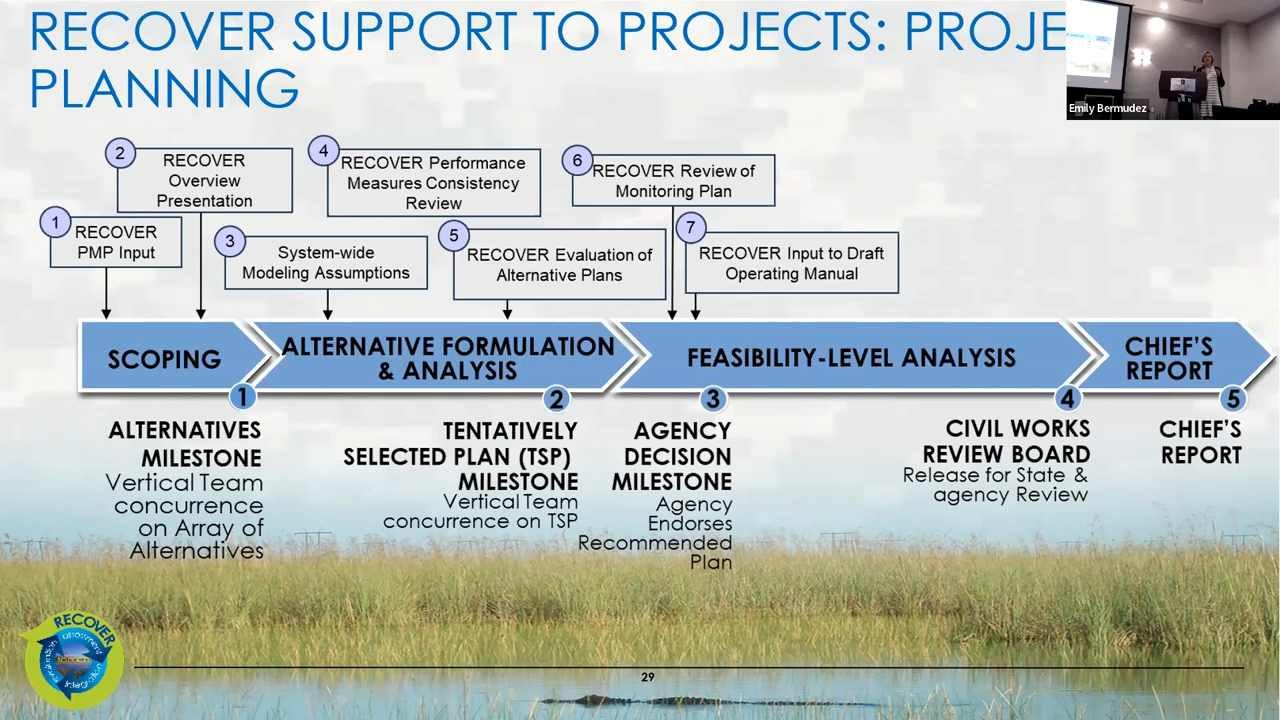 RECOVER SUPPORT TO PROJECTS: PROJE
PLANNING
Emily Bermudez
2
RECOVER
Overview
Presentation
4
RECOVER Performance
Measures Consistency
Review
6
RECOVER Review of
Monitoring Plan
1
RECOVER
PMP Input
3
System-wide
Modeling Assumptions
5
RECOVER Evaluation of
Alternative Plans
7
RECOVER Input to Draft
Operating Manual
SCOPING
ALTERNATIVE FORMULATION
& ANALYSIS
FEASIBILITY-LEVEL ANALYSIS
CHIEF'S
REPORT
1
ALTERNATIVES
MILESTONE
Vertical Team
concurrence
on Array of
Alternatives
2
TENTATIVELY
SELECTED PLAN (TSP)
MILESTONE
Vertical Team
concurrence on TSP
3
AGENCY
DECISION
MILESTONE
Agency
Endorses
Recommended
Plan
4
CIVIL WORKS
REVIEW BOARD
Release for State &
agency Review
5
CHIEF'S
REPORT
RECOVER
29